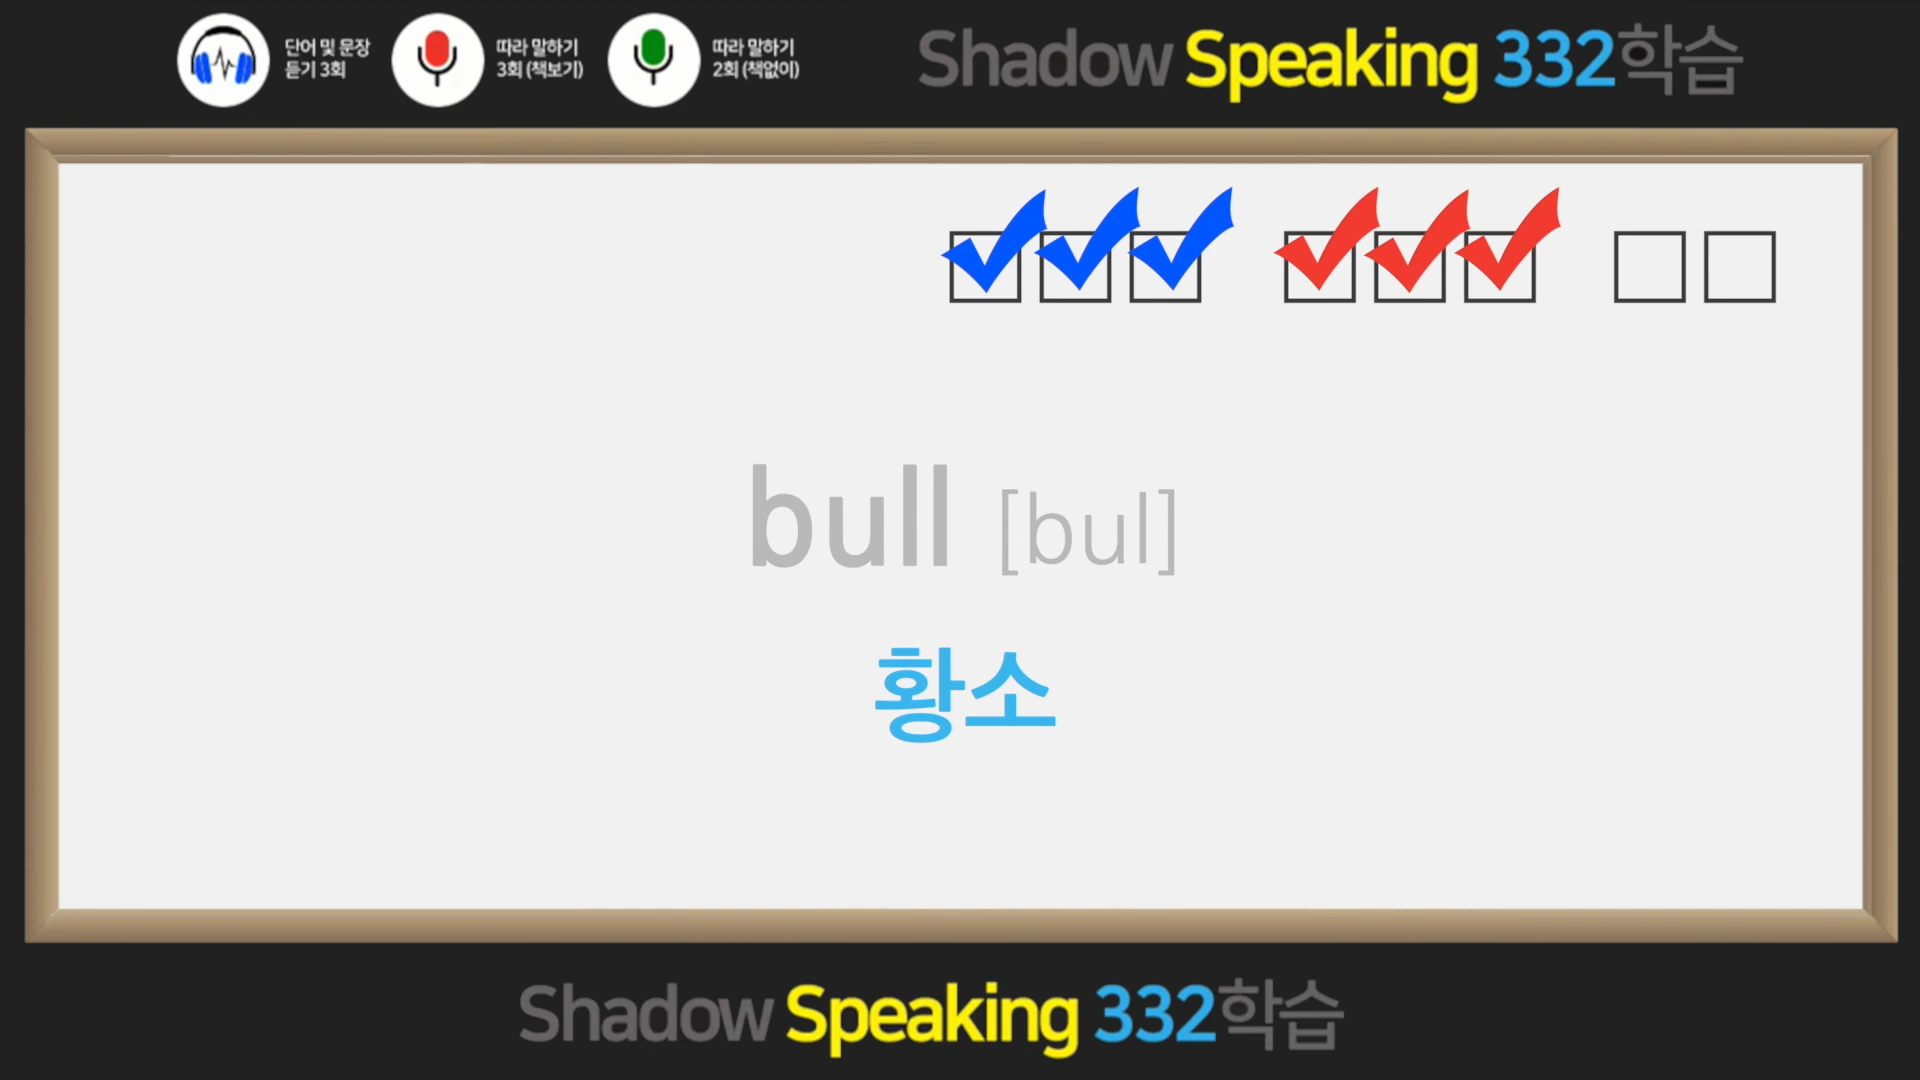 단어 및 문장
듣기 3회
따라 말하기
3회 (책보기)
따라 말하기
2회 (책없이)
Shadow Speaking 332학습
bull [bul]
황소
Shadow Speaking 332학습